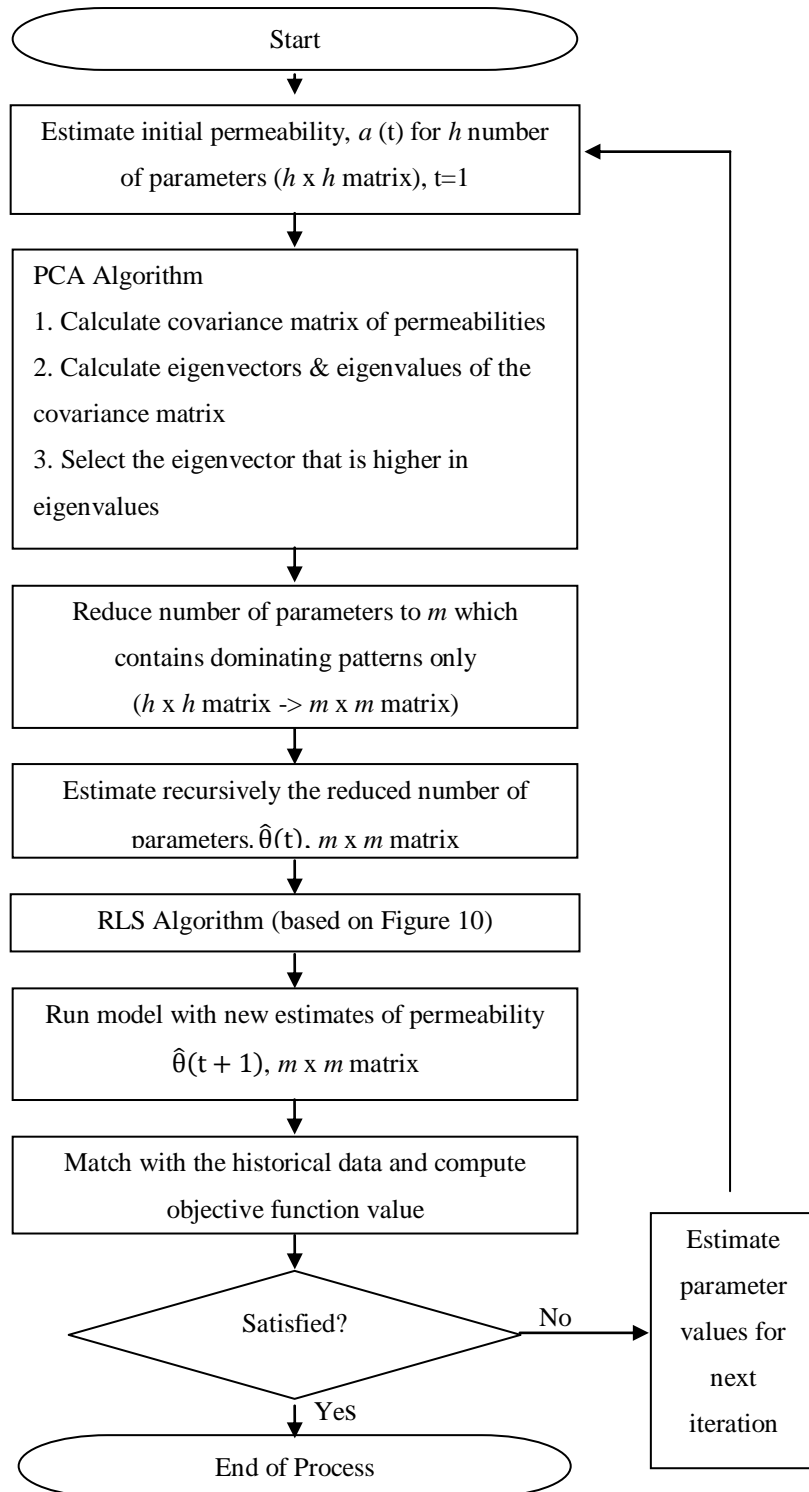 Start
Estimate initial permeability, a (t) for h number
of parameters (h x h matrix), t=1
PCA Algorithm
1. Calculate covariance matrix of permeabilities
2. Calculate eigenvectors & eigenvalues of the
covariance matrix
3. Select the eigenvector that is higher in
eigenvalues
Reduce number of parameters to m which
contains dominating patterns only
(h x h matrix -> m x m matrix)
Estimate recursively the reduced number of
parameters, θ̂(t), m x m matrix
RLS Algorithm (based on Figure 10)
Run model with new estimates of permeability
θ̂(t + 1), m x m matrix
Match with the historical data and compute
objective function value
Satisfied?
No
Estimate
parameter
values for
next
iteration
Yes
End of Process